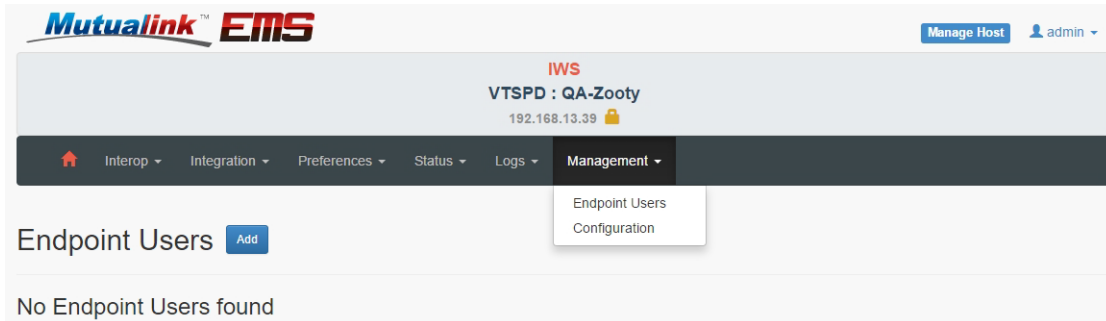 Mutualink™ EMS
Manage Host admin
IWS
VTSPD : QA-Zooty
192.168.13.39
Interop Integration Preferences Status Logs Management
Endpoint Users
Configuration
Endpoint Users Add
No Endpoint Users found